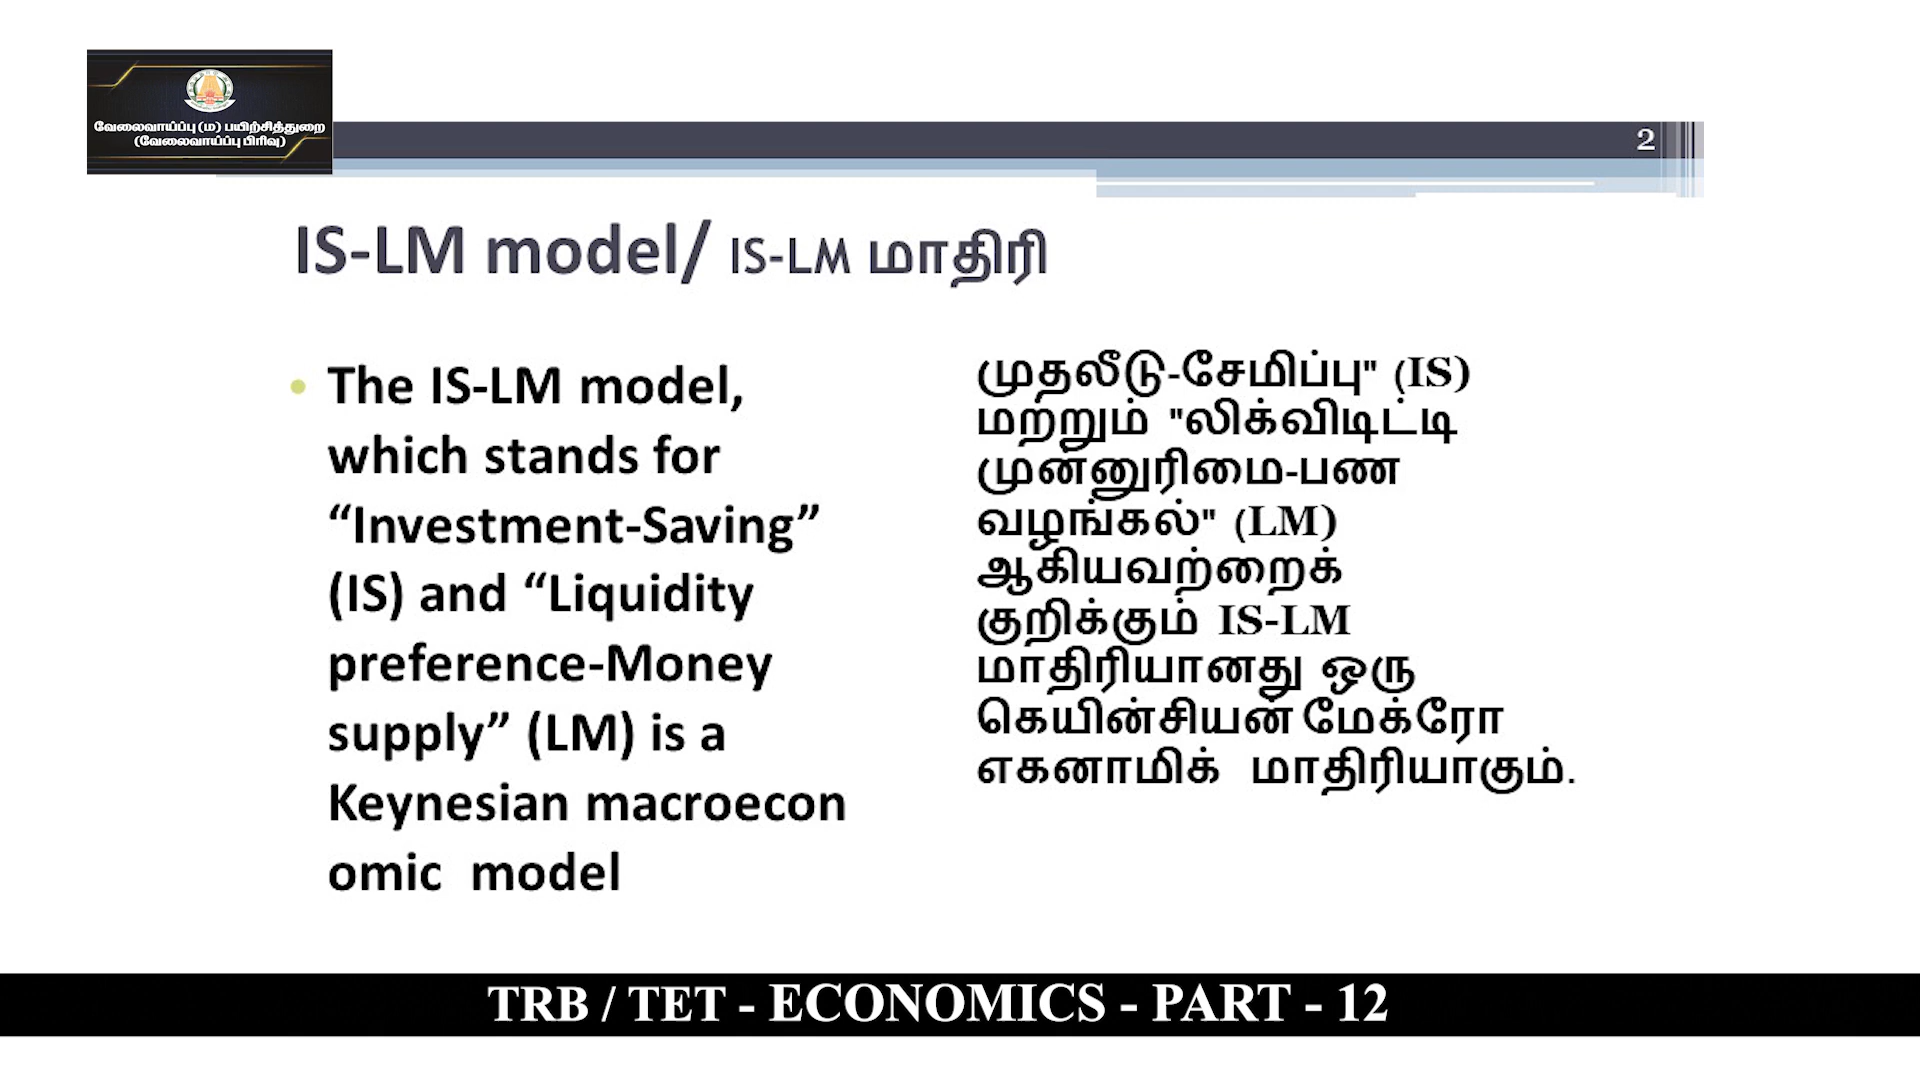 வேலைவாய்ப்பு (ம) பயிற்சித்துறை
(வேலைவாய்ப்பு பிரிவு)
2
IS-LM model/ IS-LM மாதிரி
• The IS-LM model,
which stands for
“Investment-Saving”
(IS) and “Liquidity
preference-Money
supply” (LM) is a
Keynesian macroecon
omic model
முதலீடு-சேமிப்பு" (IS)
மற்றும் "லிக்விடிட்டி
முன்னுரிமை-பண
வழங்கல்" (LM)
ஆகியவற்றைக்
குறிக்கும் IS-LM
மாதிரியானது ஒரு
கெயின்சியன் மேக்ரோ
எகனாமிக் மாதிரியாகும்.
TRB / TET - ECONOMICS - PART - 12